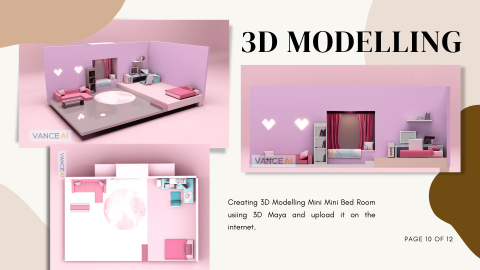 3D MODELLING
VANCE AI
VANCE AI
VANCE AI
Creating 3D Modelling Mini Mini Bed Room
usiing 3D Maya and upload it on the
internet.
PAGE 10 OF 12